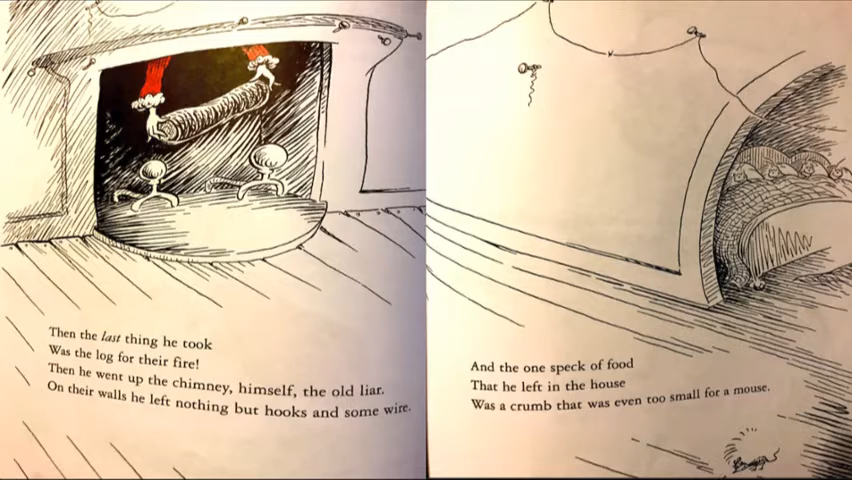 Then the last thing he took
Was the log for their fire!
Then he went up the chimney, himself, the old liar.
On their walls he left nothing but hooks and some wire.
And the one speck of food
That he left in the house
Was a crumb that was even too small for a mouse.